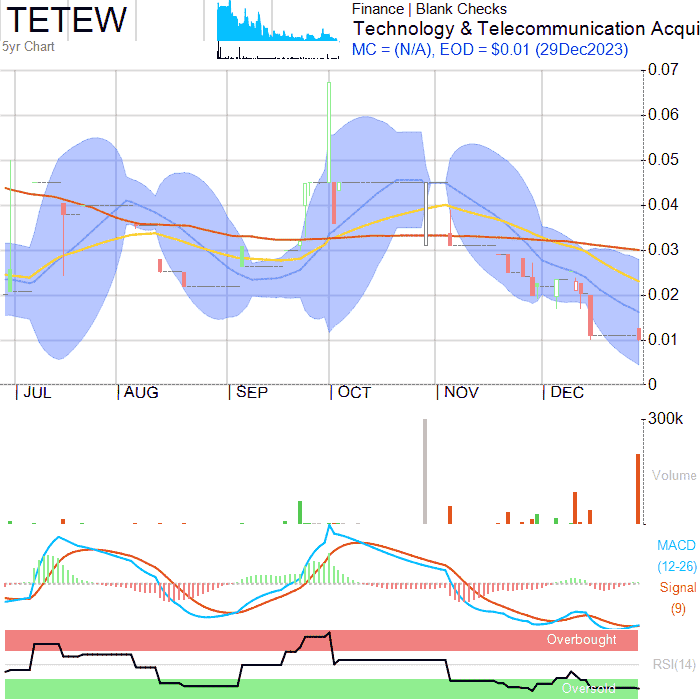 TETEW
5yr Chart
Finance | Blank Checks
Technology & Telecommunication Acqui
MC = (N/A), EOD = $0.01 (29Dec2023)
0.07
0.06
0.05
0.04
0.03
0.02
0.01
0
JUL AUG SEP OCT NOV DEC
300k
Volume
MACD
(12-26)
Signal
(9)
Overbought
RSI(14)
Oversold